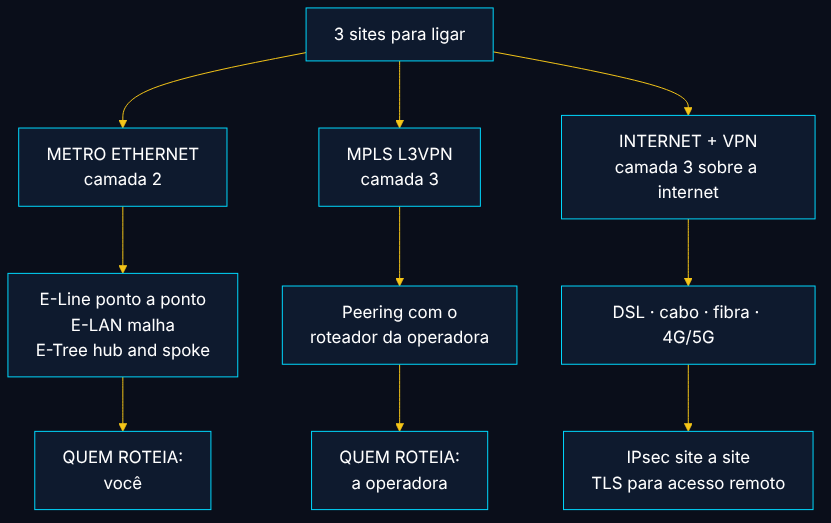 3 sites para ligar
METRO ETHERNET
camada 2
MPLS L3VPN
camada 3
INTERNET + VPN
camada 3 sobre a
internet
E-Line ponto a ponto
E-LAN malha
E-Tree hub and spoke
Peering com o
roteador da operadora
DSL · cabo · fibra ·
4G/5G
QUEM ROTEIA:
você
QUEM ROTEIA:
a operadora
IPsec site a site
TLS para acesso remoto